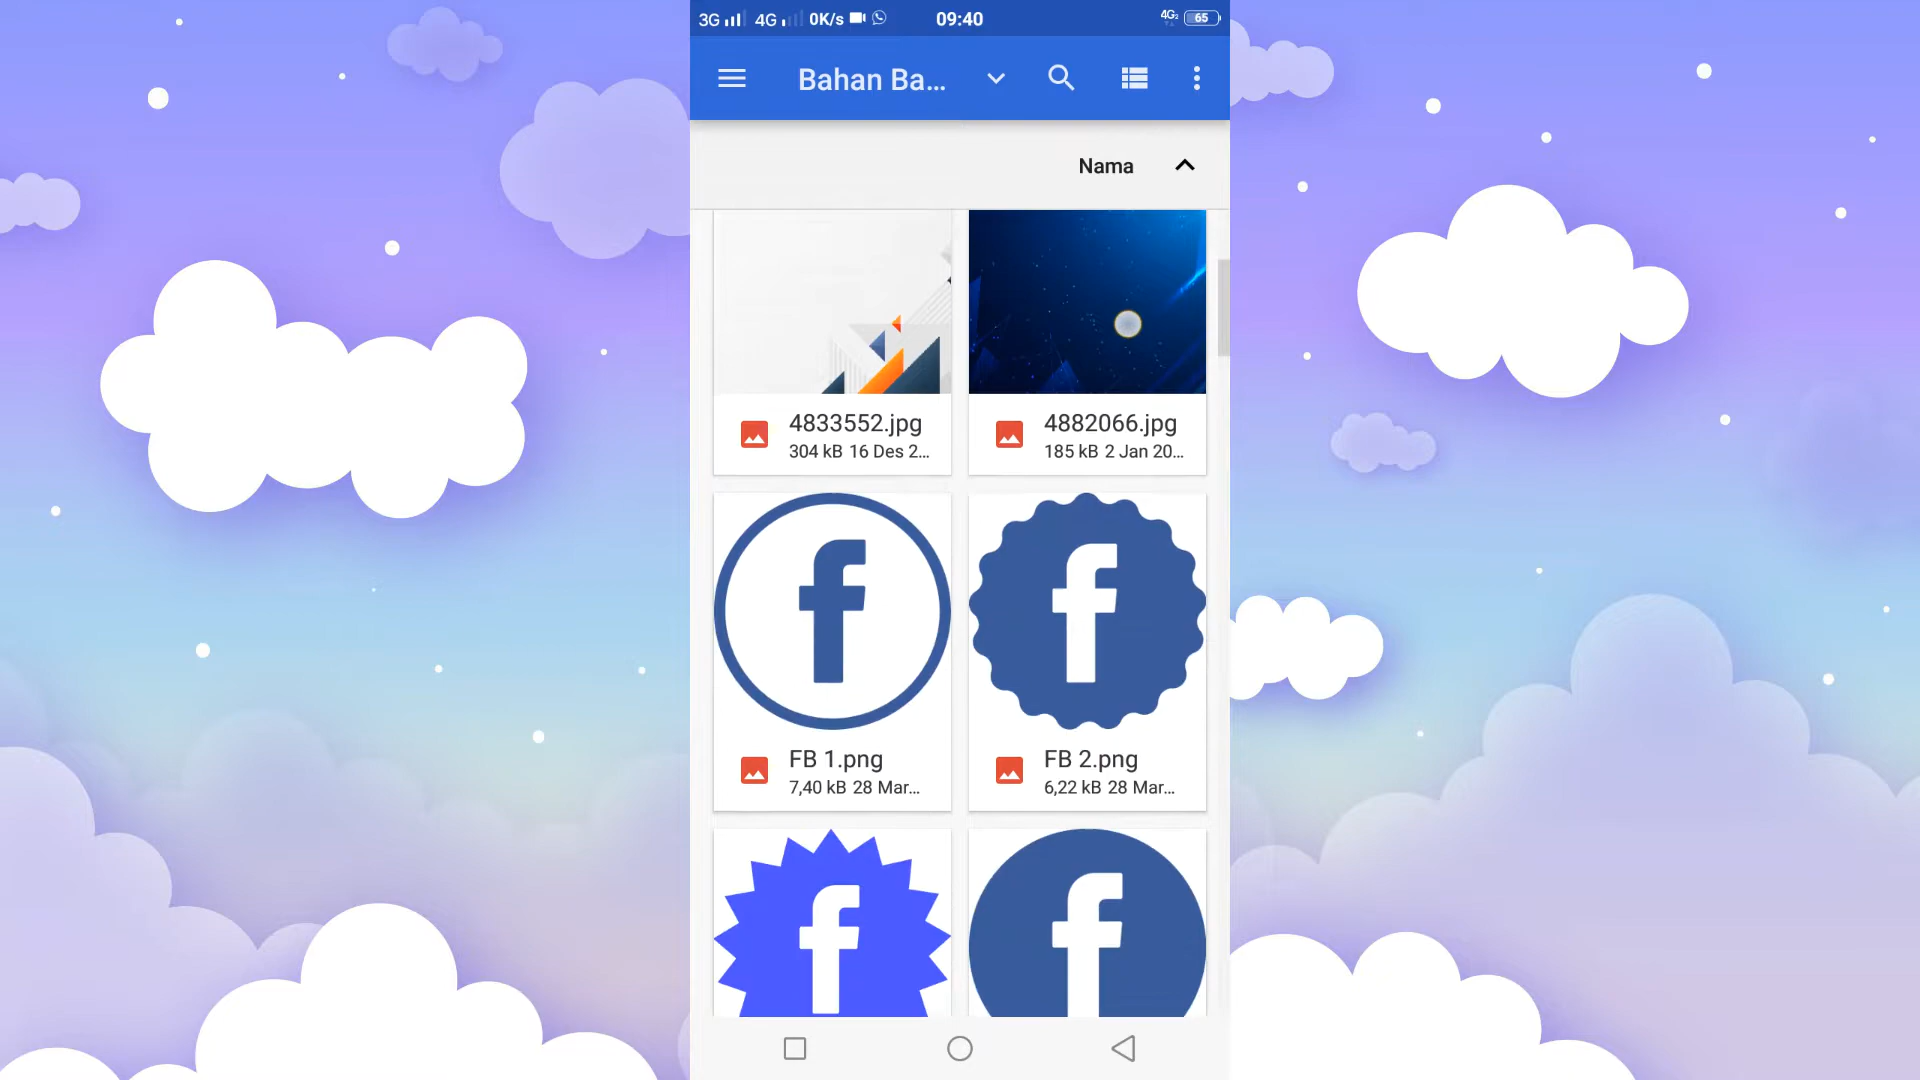 3G 4G 0K/s 09:40 4G2 65
Bahan Ba...
Nama
4833552.jpg
304 kB 16 Des 2...
4882066.jpg
185 kB 2 Jan 20...
FB 1.png
7,40 kB 28 Mar...
FB 2.png
6,22 kB 28 Mar...